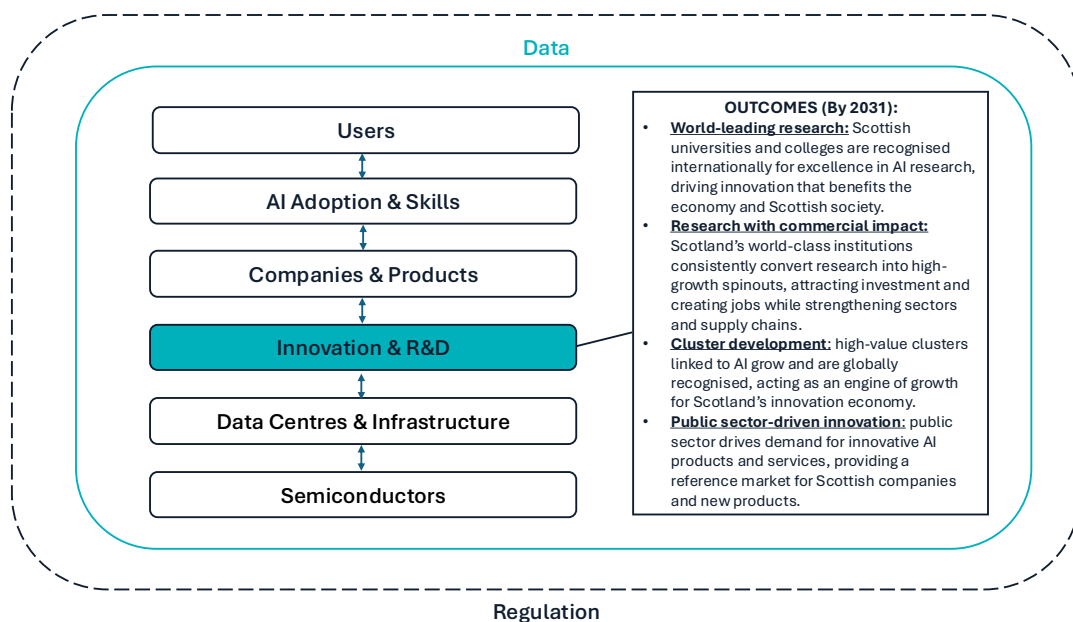 Data
Users
AI Adoption & Skills
Companies & Products
Innovation & R&D
Data Centres & Infrastructure
Semiconductors
OUTCOMES (By 2031):
• World-leading research: Scottish
universities and colleges are recognised
internationally for excellence in AI research,
driving innovation that benefits the
economy and Scottish society.
• Research with commercial impact:
Scotland’s world-class institutions
consistently convert research into high-
growth spinouts, attracting investment and
creating jobs while strengthening sectors
and supply chains.
• Cluster development: high-value clusters
linked to AI grow and are globally
recognised, acting as an engine of growth
for Scotland’s innovation economy.
• Public sector-driven innovation: public
sector drives demand for innovative AI
products and services, providing a
reference market for Scottish companies
and new products.
Regulation